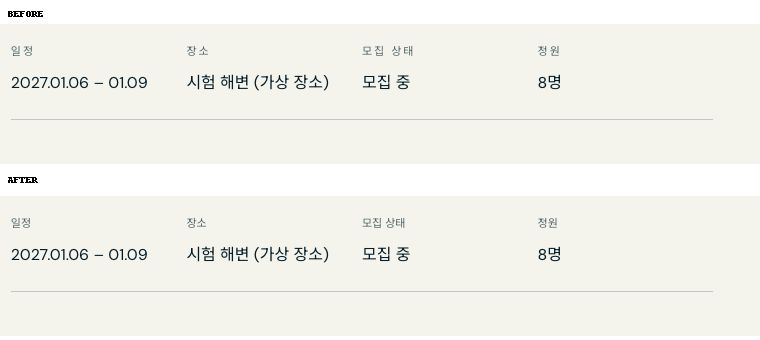 BEFORE
일정 장소 모집 상태 정원
2027.01.06 – 01.09 시험 해변 (가상 장소) 모집 중 8명
AFTER
일정 장소 모집 상태 정원
2027.01.06 – 01.09 시험 해변 (가상 장소) 모집 중 8명